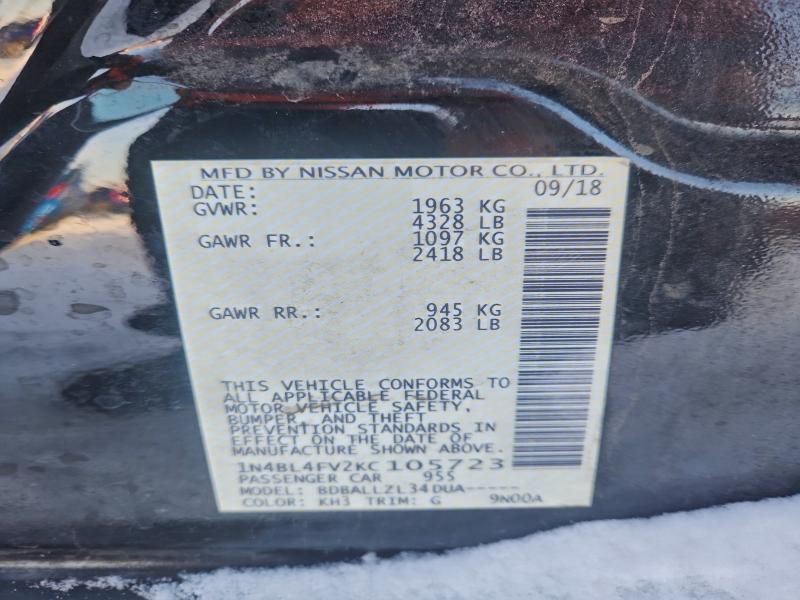 MFD BY NISSAN MOTOR CO., LTD.
DATE: 09/18
GVWR: 1963 KG
4328 LB
GAWR FR.: 1097 KG
2418 LB
GAWR RR.: 945 KG
2083 LB
THIS VEHICLE CONFORMS TO
ALL APPLICABLE FEDERAL
MOTOR VEHICLE SAFETY,
BUMPER, AND THEFT
PREVENTION STANDARDS IN
EFFECT ON THE DATE OF
MANUFACTURE SHOWN ABOVE.
1N4BL4FV2KC105723
PASSENGER CAR 955
MODEL: BDBALLZL34DUA-----
COLOR: KH3 TRIM: G 9N00A